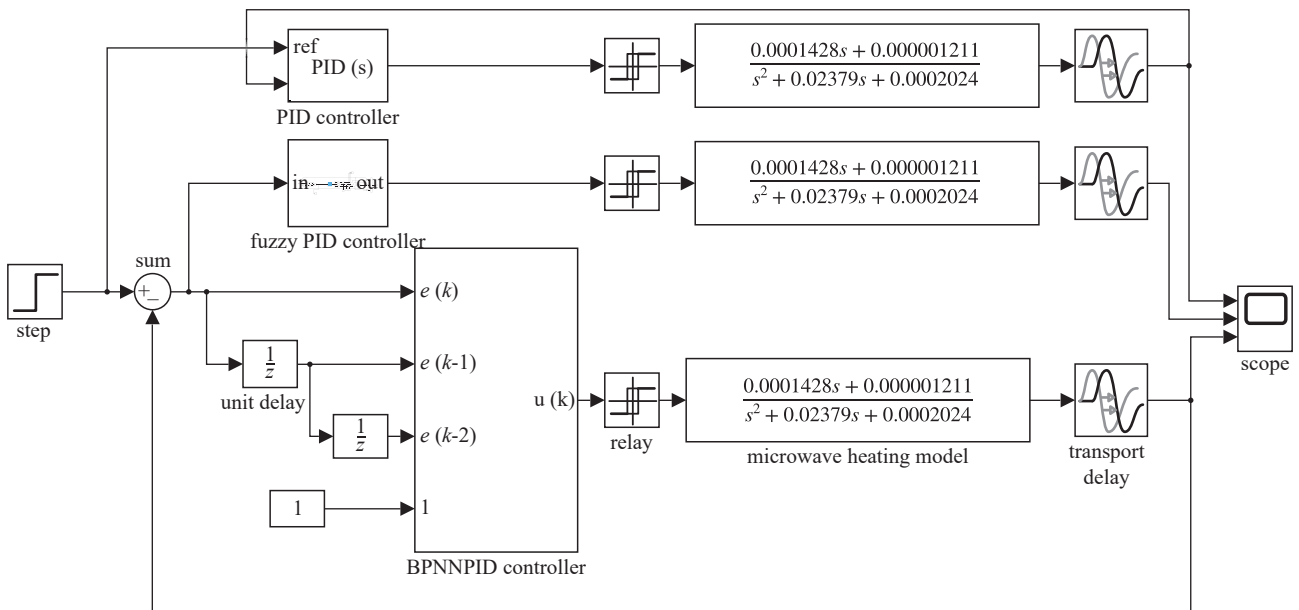 ref
PID (s)
PID controller
0.0001428s + 0.000001211
s² + 0.02379s + 0.0002024
in
out
fuzzy PID controller
0.0001428s + 0.000001211
s² + 0.02379s + 0.0002024
step
sum
+
−
e (k)
1
z
unit delay
e (k-1)
1
z
e (k-2)
1
1
u (k)
BPNNPID controller
relay
0.0001428s + 0.000001211
s² + 0.02379s + 0.0002024
microwave heating model
transport
delay
scope